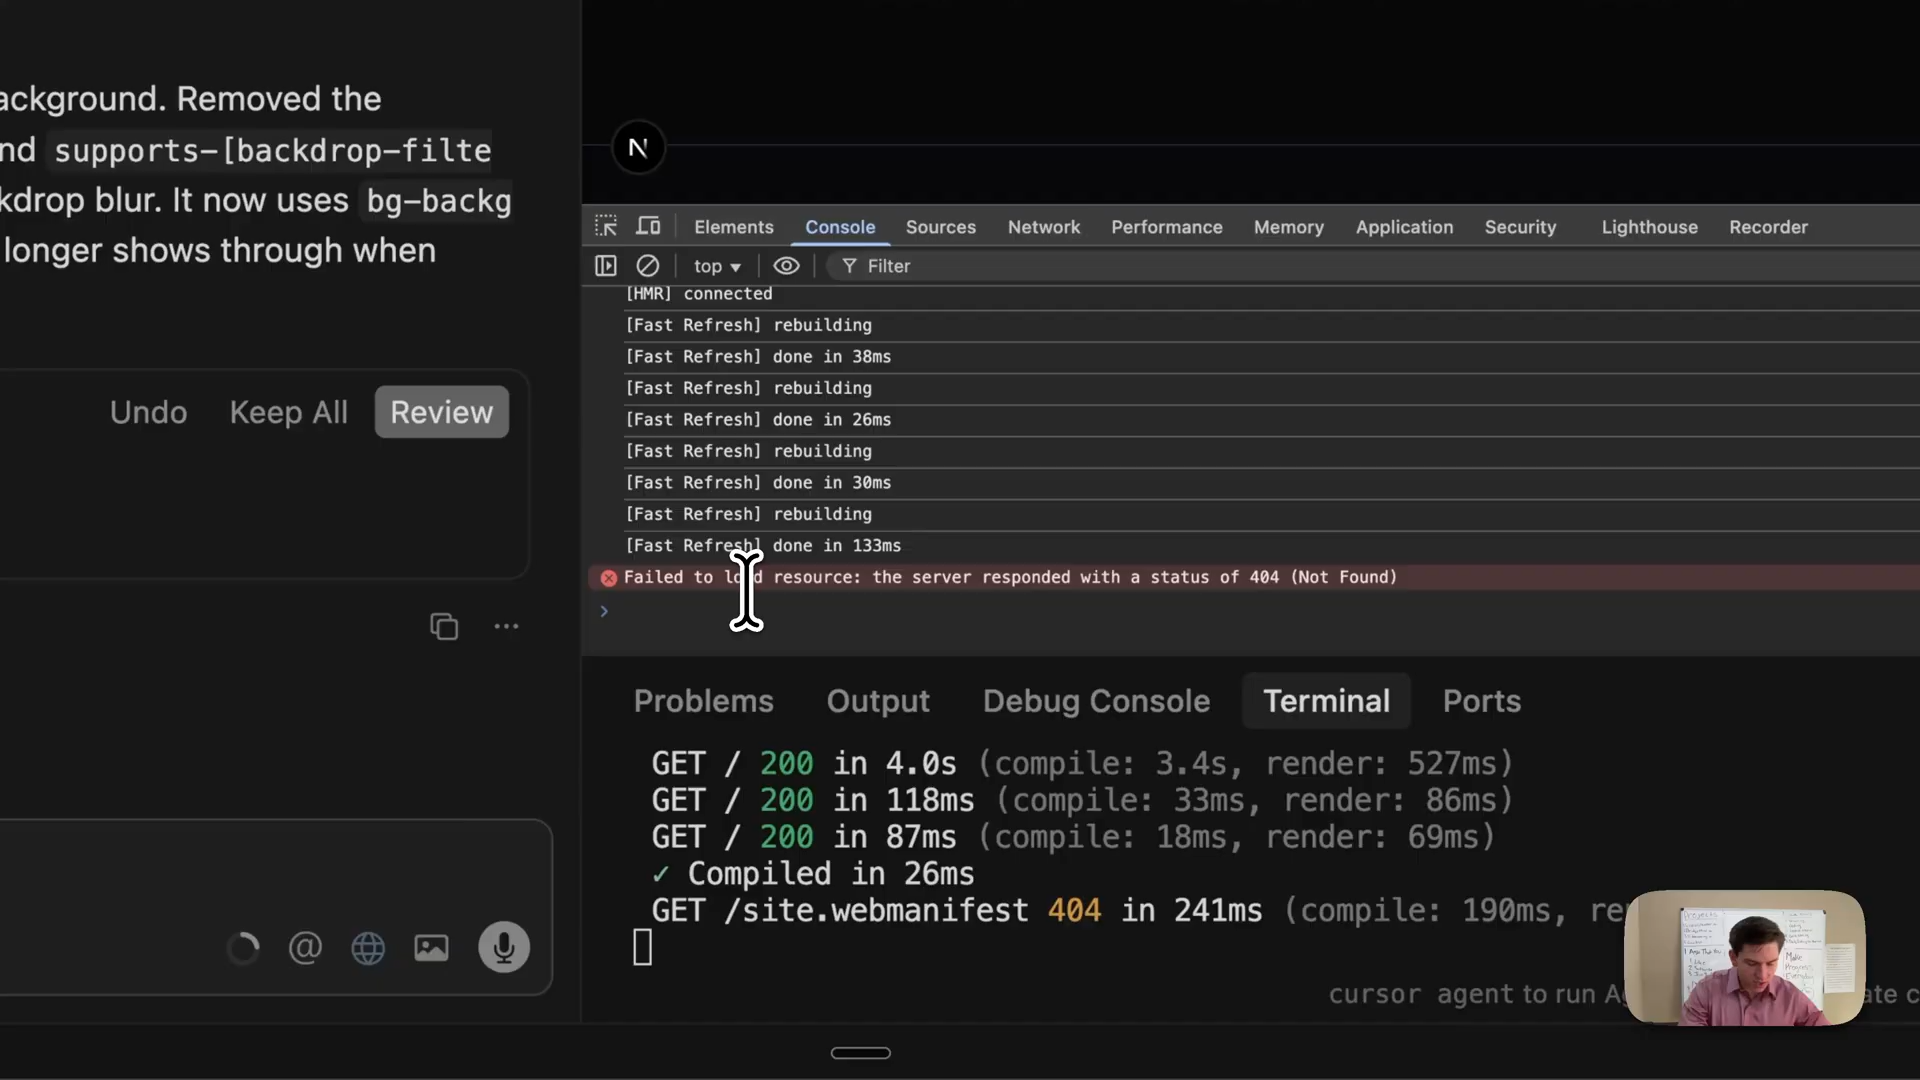 ackground. Removed the
nd supports-[backdrop-filte
kdrop blur. It now uses bg-backg
longer shows through when
Undo Keep All Review
@
N
Elements Console Sources Network Performance Memory Application Security Lighthouse Recorder
top Filter
[HMR] connected
[Fast Refresh] rebuilding
[Fast Refresh] done in 38ms
[Fast Refresh] rebuilding
[Fast Refresh] done in 26ms
[Fast Refresh] rebuilding
[Fast Refresh] done in 30ms
[Fast Refresh] rebuilding
[Fast Refresh] done in 133ms
Failed to load resource: the server responded with a status of 404 (Not Found)
Problems Output Debug Console Terminal Ports
GET / 200 in 4.0s (compile: 3.4s, render: 527ms)
GET / 200 in 118ms (compile: 33ms, render: 86ms)
GET / 200 in 87ms (compile: 18ms, render: 69ms)
✓ Compiled in 26ms
GET /site.webmanifest 404 in 241ms (compile: 190ms, re
cursor agent to run A ate c
Projects
Make